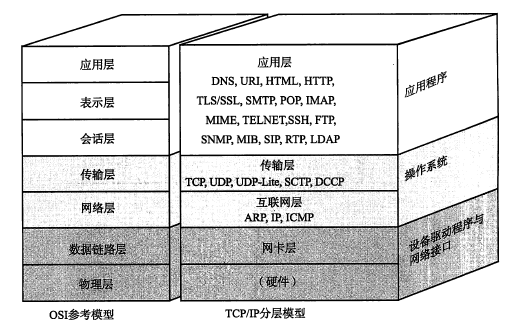 应用层
表示层
会话层
传输层
网络层
数据链路层
物理层
OSI参考模型
应用层
DNS, URI, HTML, HTTP,
TLS/SSL, SMTP, POP, IMAP,
MIME, TELNET,SSH, FTP,
SNMP, MIB, SIP, RTP, LDAP
传输层
TCP, UDP, UDP-Lite, SCTP, DCCP
互联网层
ARP, IP, ICMP
网卡层
（硬件）
TCP/IP分层模型
应用程序
操作系统
设备驱动程序与
网络接口